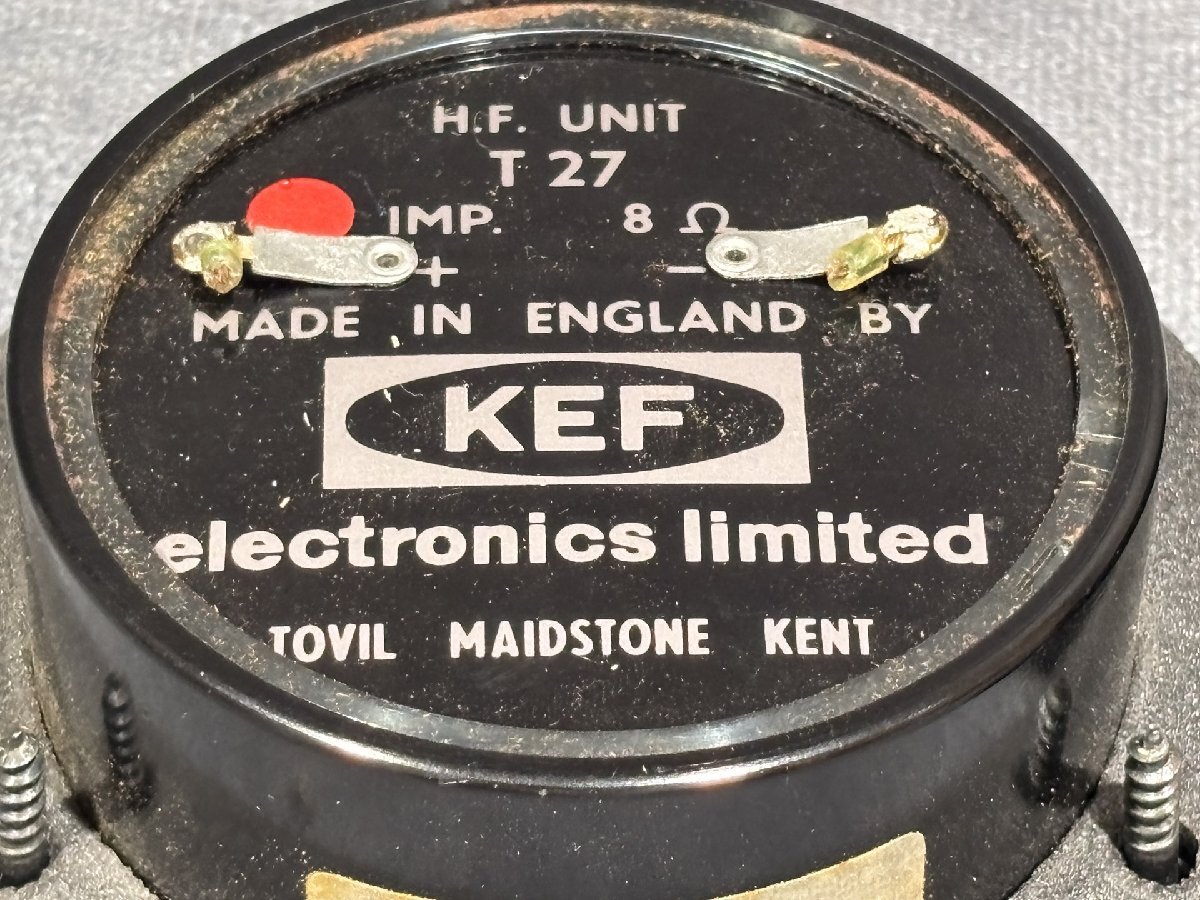 H.F. UNIT
T 27
IMP. 8 Ω
+ −
MADE IN ENGLAND BY
KEF
electronics limited
TOVIL MAIDSTONE KENT